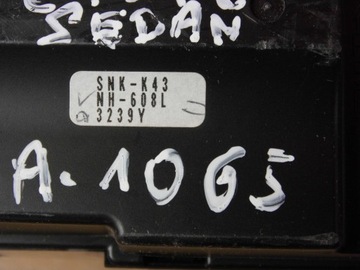 SEDAN
SNK-K43
NH-608L
3239Y
A. 1065